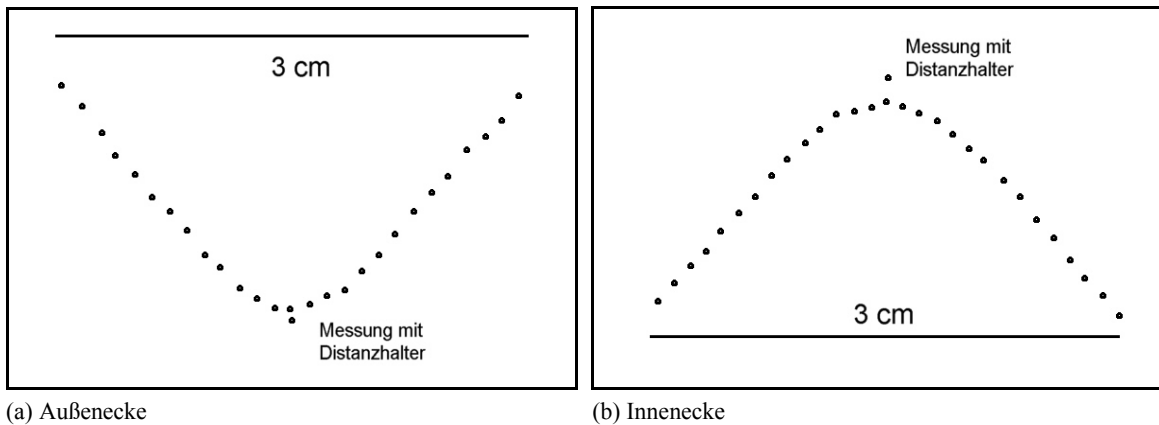 3 cm
Messung mit
Distanzhalter
Messung mit
Distanzhalter
3 cm
(a) Außenecke
(b) Innenecke